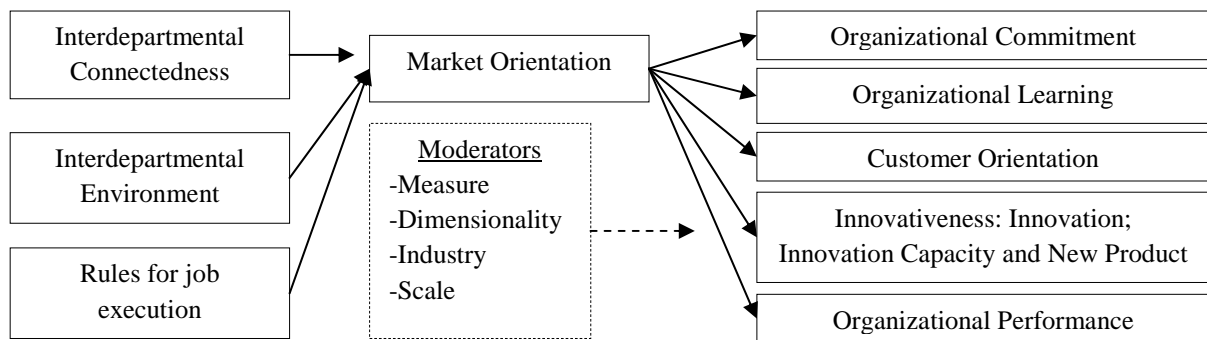 Interdepartmental
Connectedness
Interdepartmental
Environment
Rules for job
execution
Market Orientation
Moderators
-Measure
-Dimensionality
-Industry
-Scale
Organizational Commitment
Organizational Learning
Customer Orientation
Innovativeness: Innovation;
Innovation Capacity and New Product
Organizational Performance